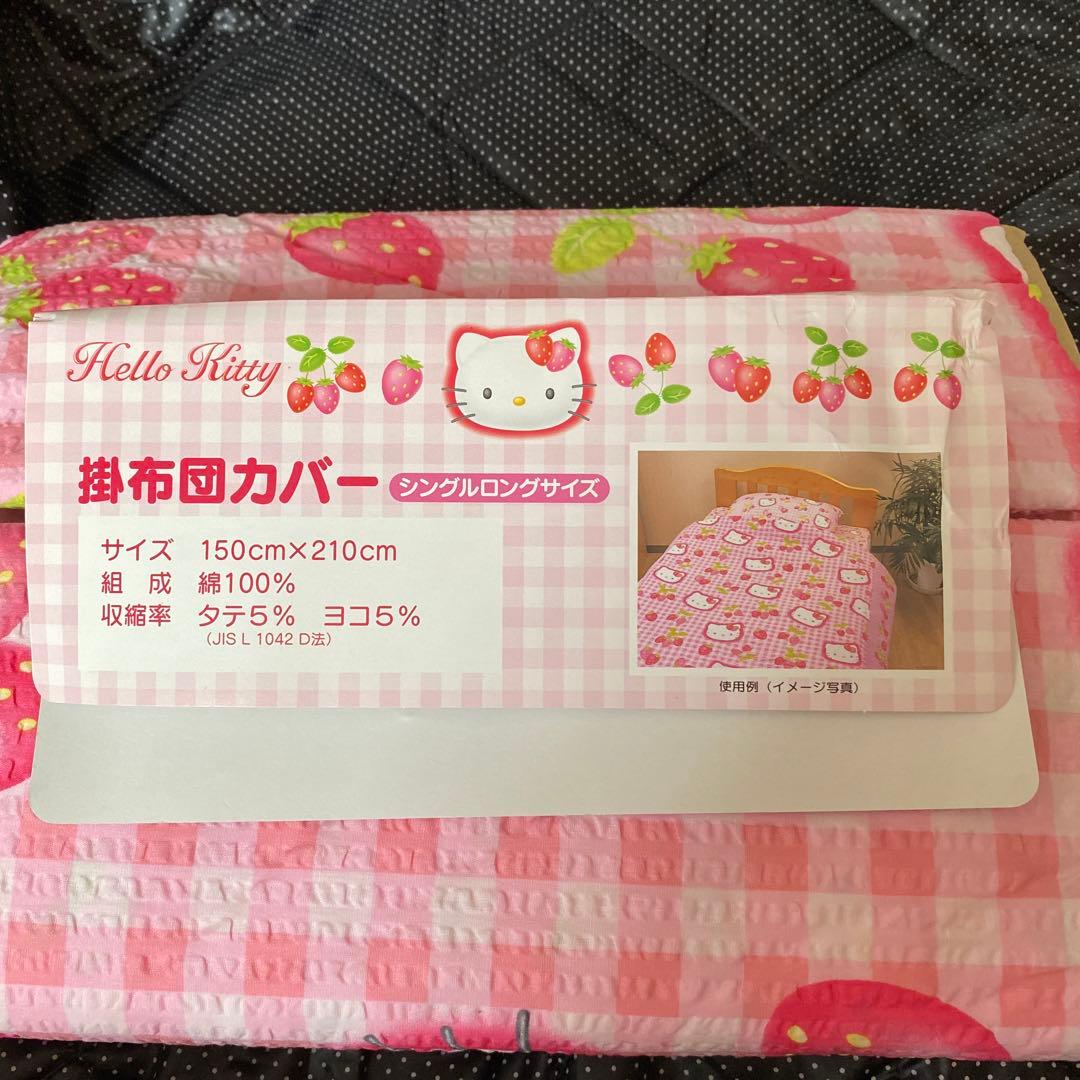 Hello Kitty
掛布団カバー シングルロングサイズ
サイズ 150cm×210cm
組成 綿100%
収縮率 タテ5% ヨコ5%
(JIS L 1042 D法)
使用例(イメージ写真)